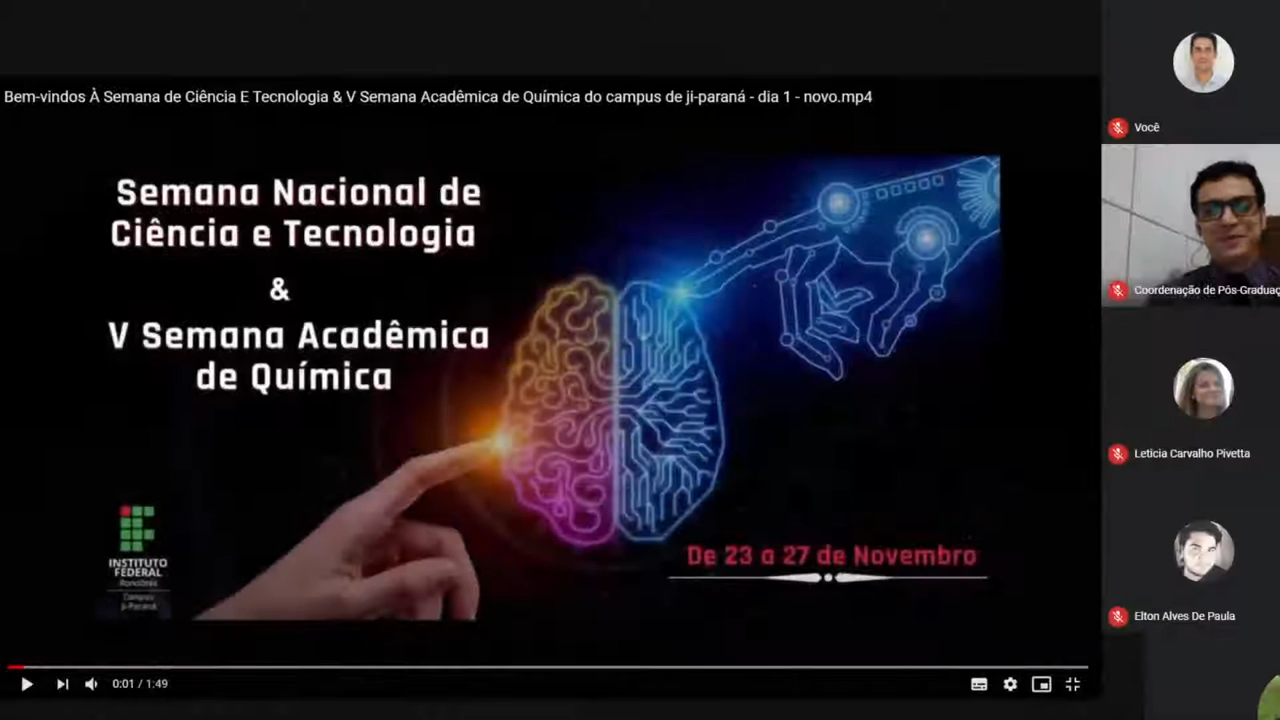 Bem-vindos À Semana de Ciência E Tecnologia & V Semana Acadêmica de Química do campus de ji-paraná - dia 1 - novo.mp4
Semana Nacional de
Ciência e Tecnologia
&
V Semana Acadêmica
de Química
De 23 a 27 de Novembro
INSTITUTO
FEDERAL
Rondônia
Campus
Ji-Paraná
0:01 / 1:49
Você
Coordenação de Pós-Graduaç
Leticia Carvalho Pivetta
Elton Alves De Paula